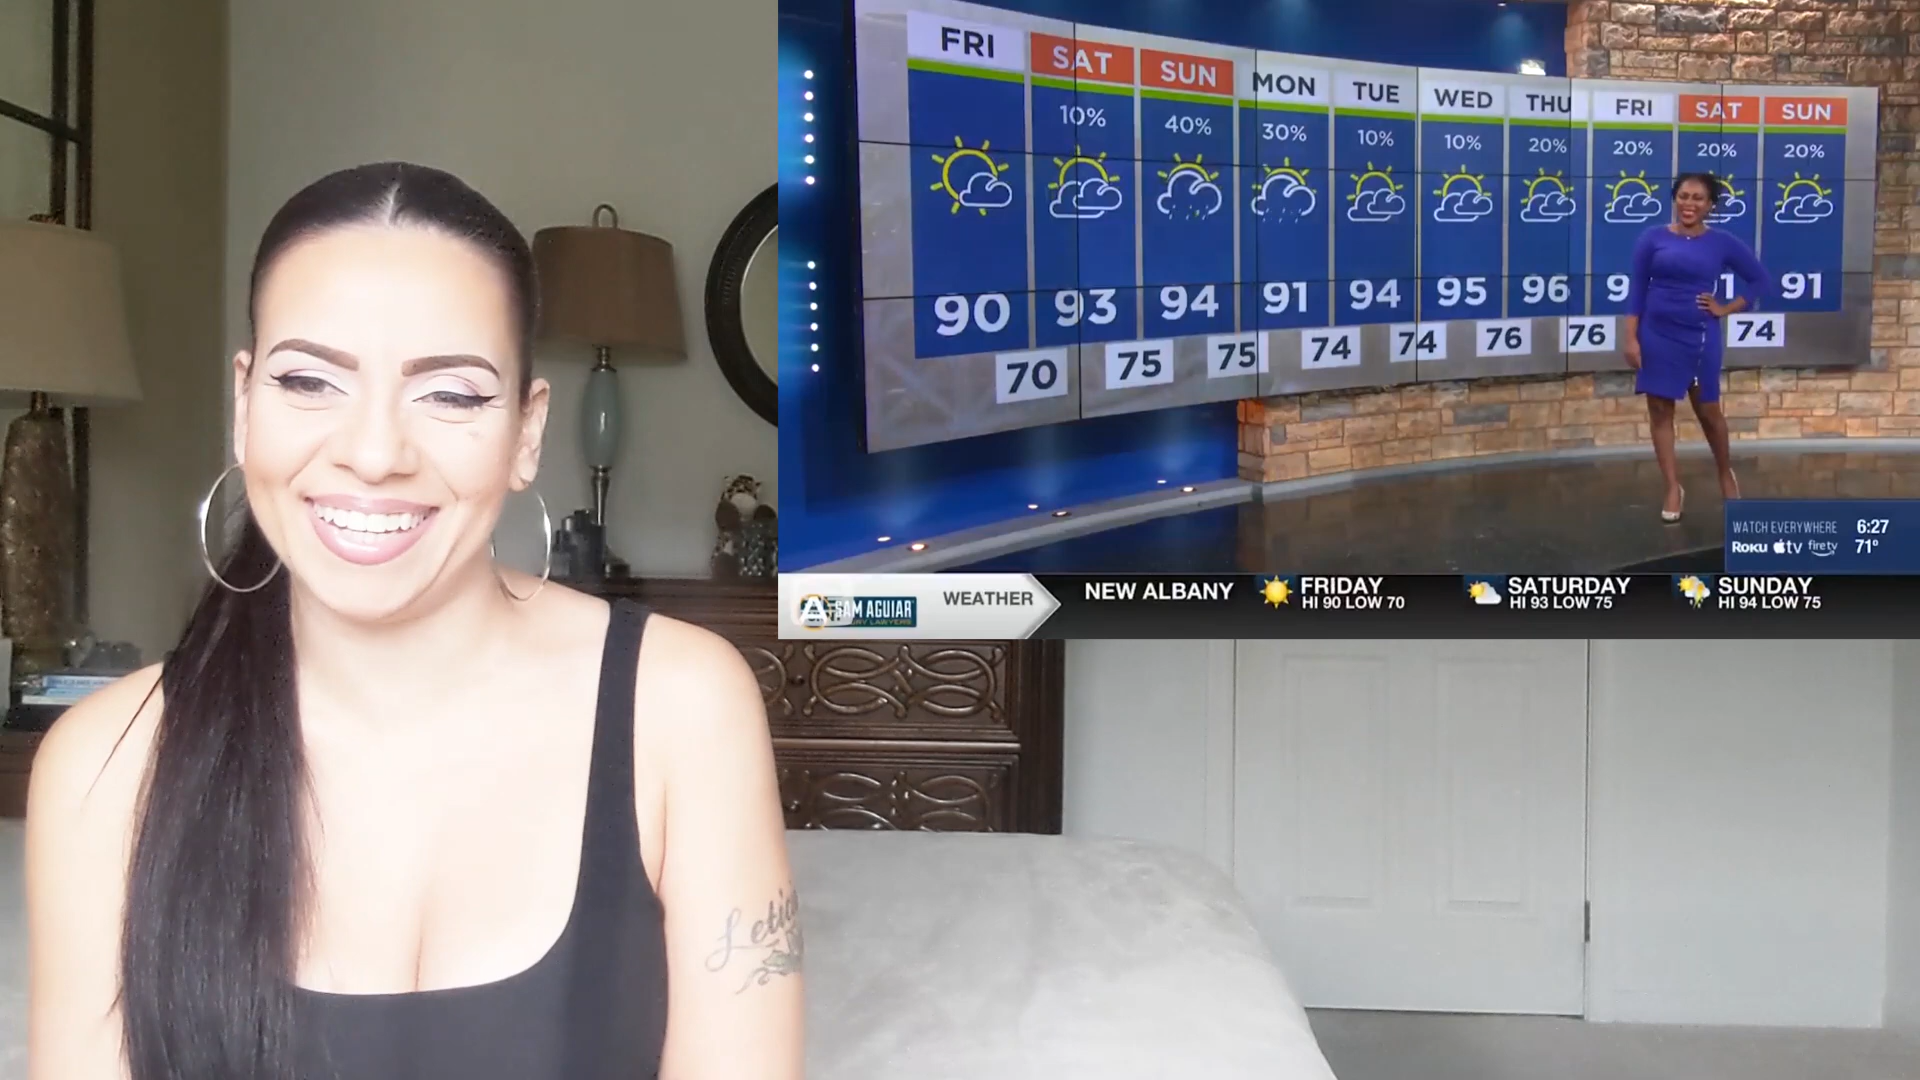 FRI SAT SUN MON TUE WED THU FRI SAT SUN
10% 40% 30% 10% 10% 20% 20% 20% 20%
90 93 94 91 94 95 96 91
70 75 75 74 74 76 76 74
WATCH EVERYWHERE 6:27
Roku tv firetv 71°
WEATHER NEW ALBANY FRIDAY SATURDAY SUNDAY
SAM AGUIAR HI 90 LOW 70 HI 93 LOW 75 HI 94 LOW 75
Letici